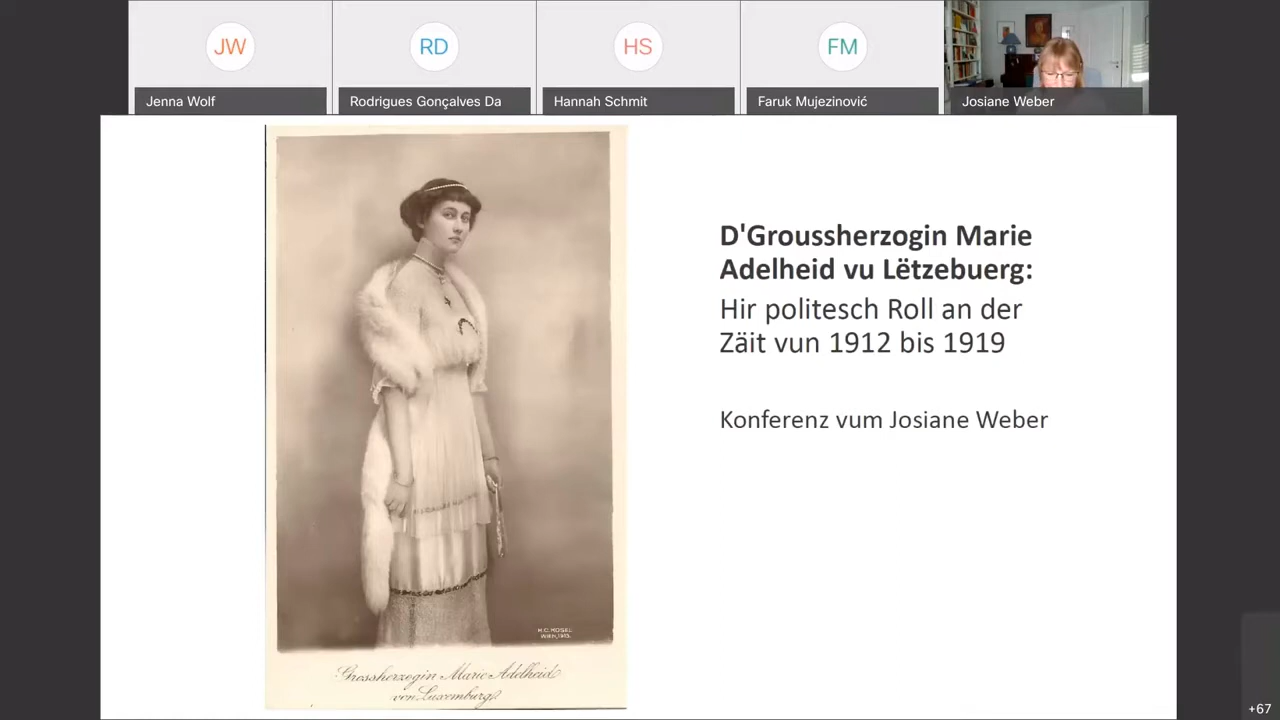 JW
RD
HS
FM
Jenna Wolf
Rodrigues Gonçalves Da
Hannah Schmit
Faruk Mujezinović
Josiane Weber
D'Groussherzogin Marie
Adelheid vu Lëtzebuerg:
Hir politesch Roll an der
Zäit vun 1912 bis 1919
Konferenz vum Josiane Weber
WIEN,
Grossherzogin Marie Adelheid
von Luxemburg
+67